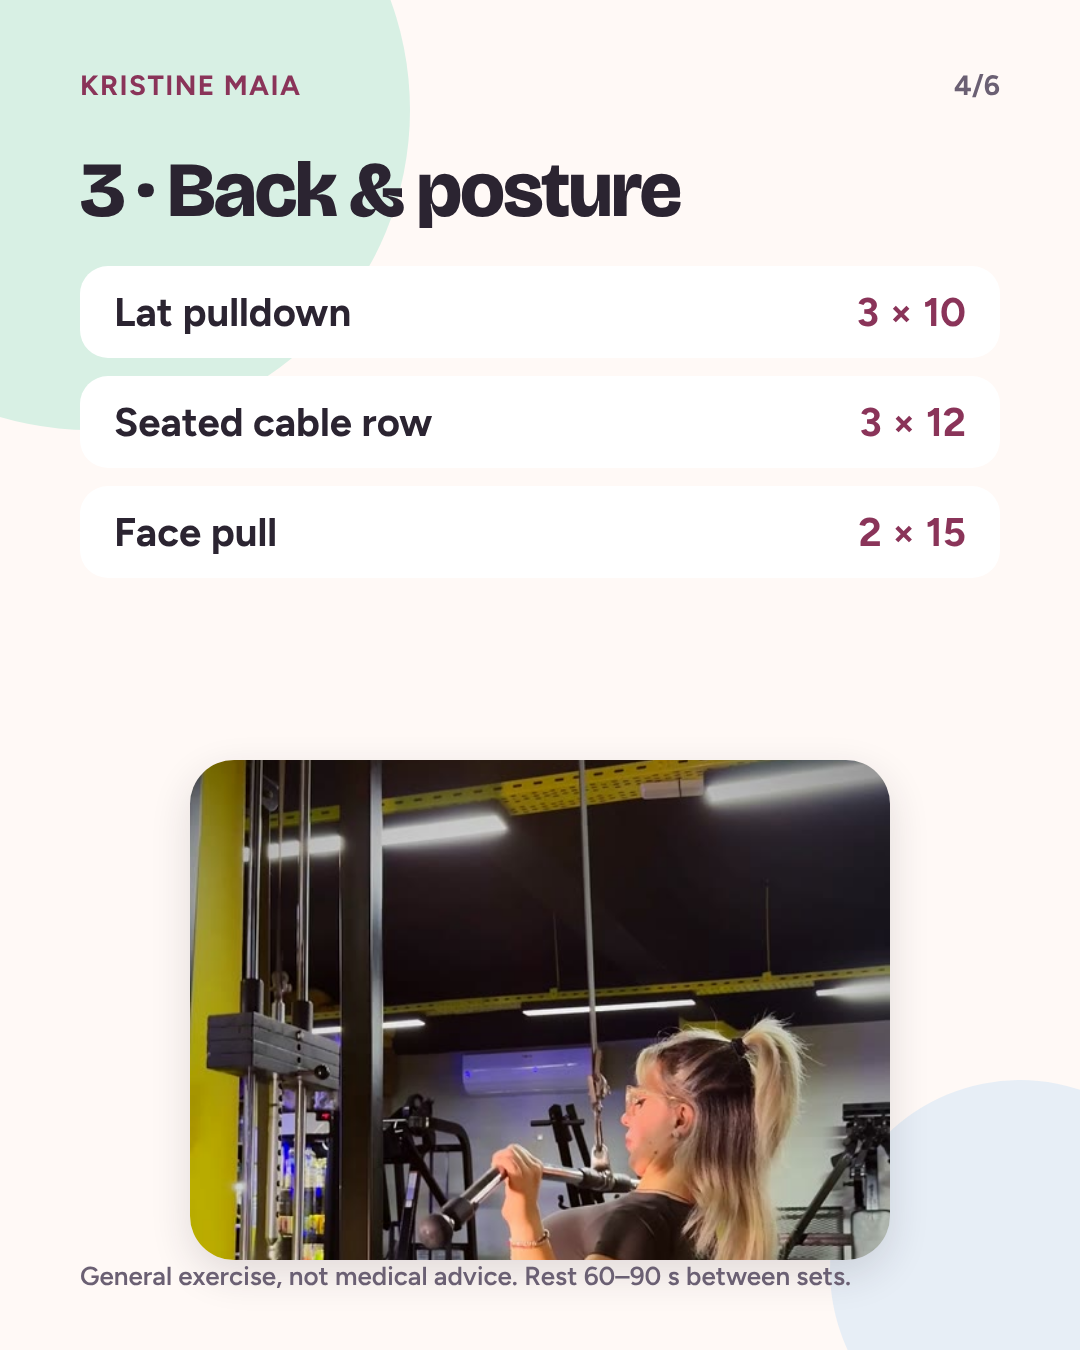 KRISTINE MAIA
4/6
3 · Back & posture
Lat pulldown 3 × 10
Seated cable row 3 × 12
Face pull 2 × 15
General exercise, not medical advice. Rest 60–90 s between sets.